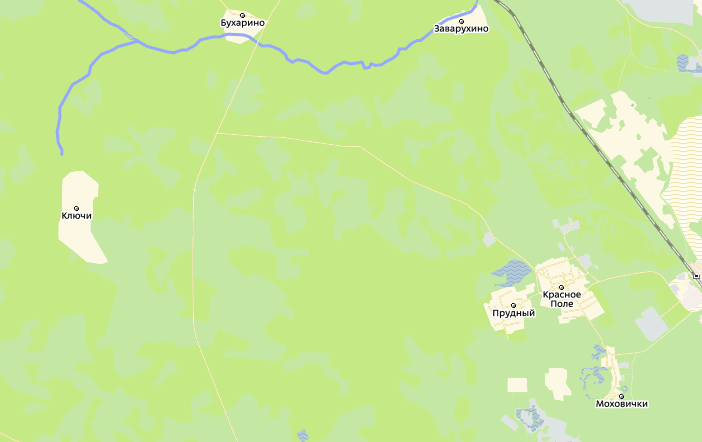 Бухарино
Заварухино
Ключи
Красное
Поле
Прудный
Моховички